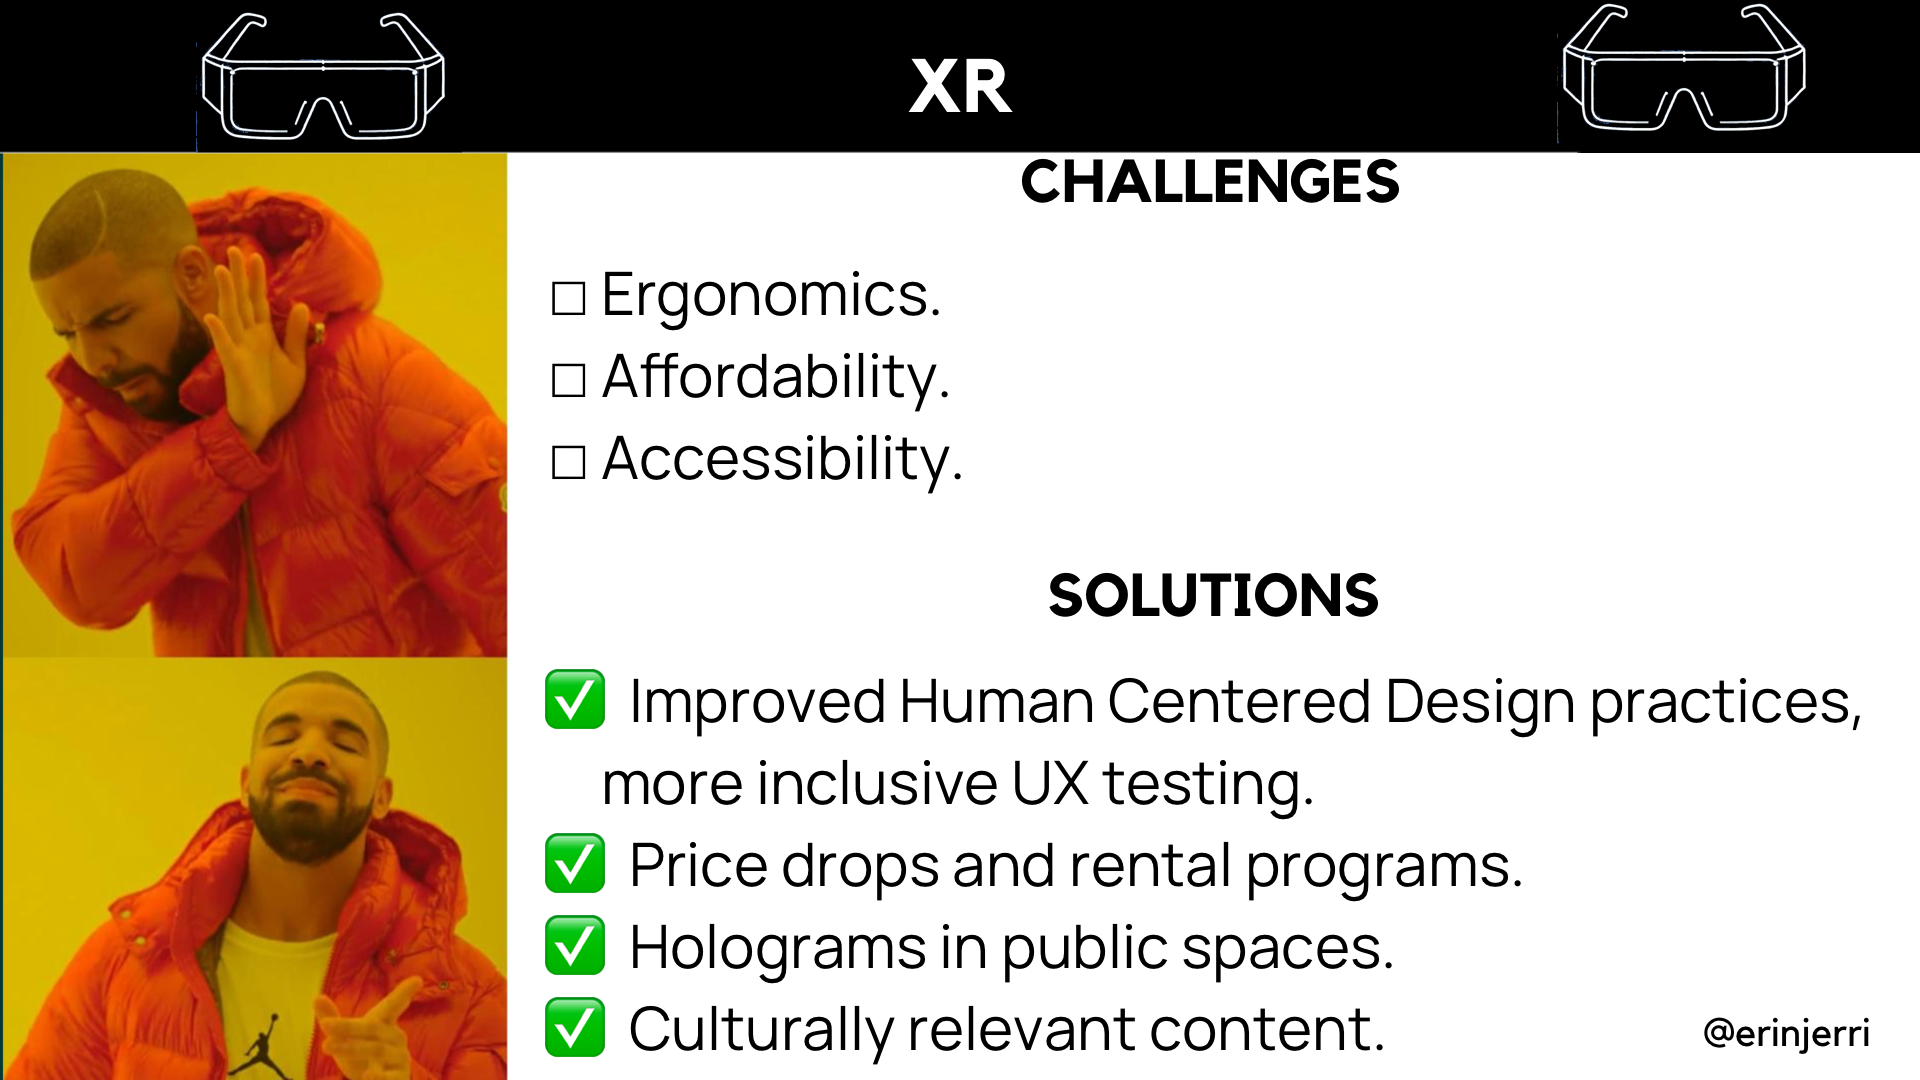 XR
CHALLENGES
☐ Ergonomics.
☐ Affordability.
☐ Accessibility.
SOLUTIONS
✅ Improved Human Centered Design practices,
more inclusive UX testing.
✅ Price drops and rental programs.
✅ Holograms in public spaces.
✅ Culturally relevant content.
@erinjerri